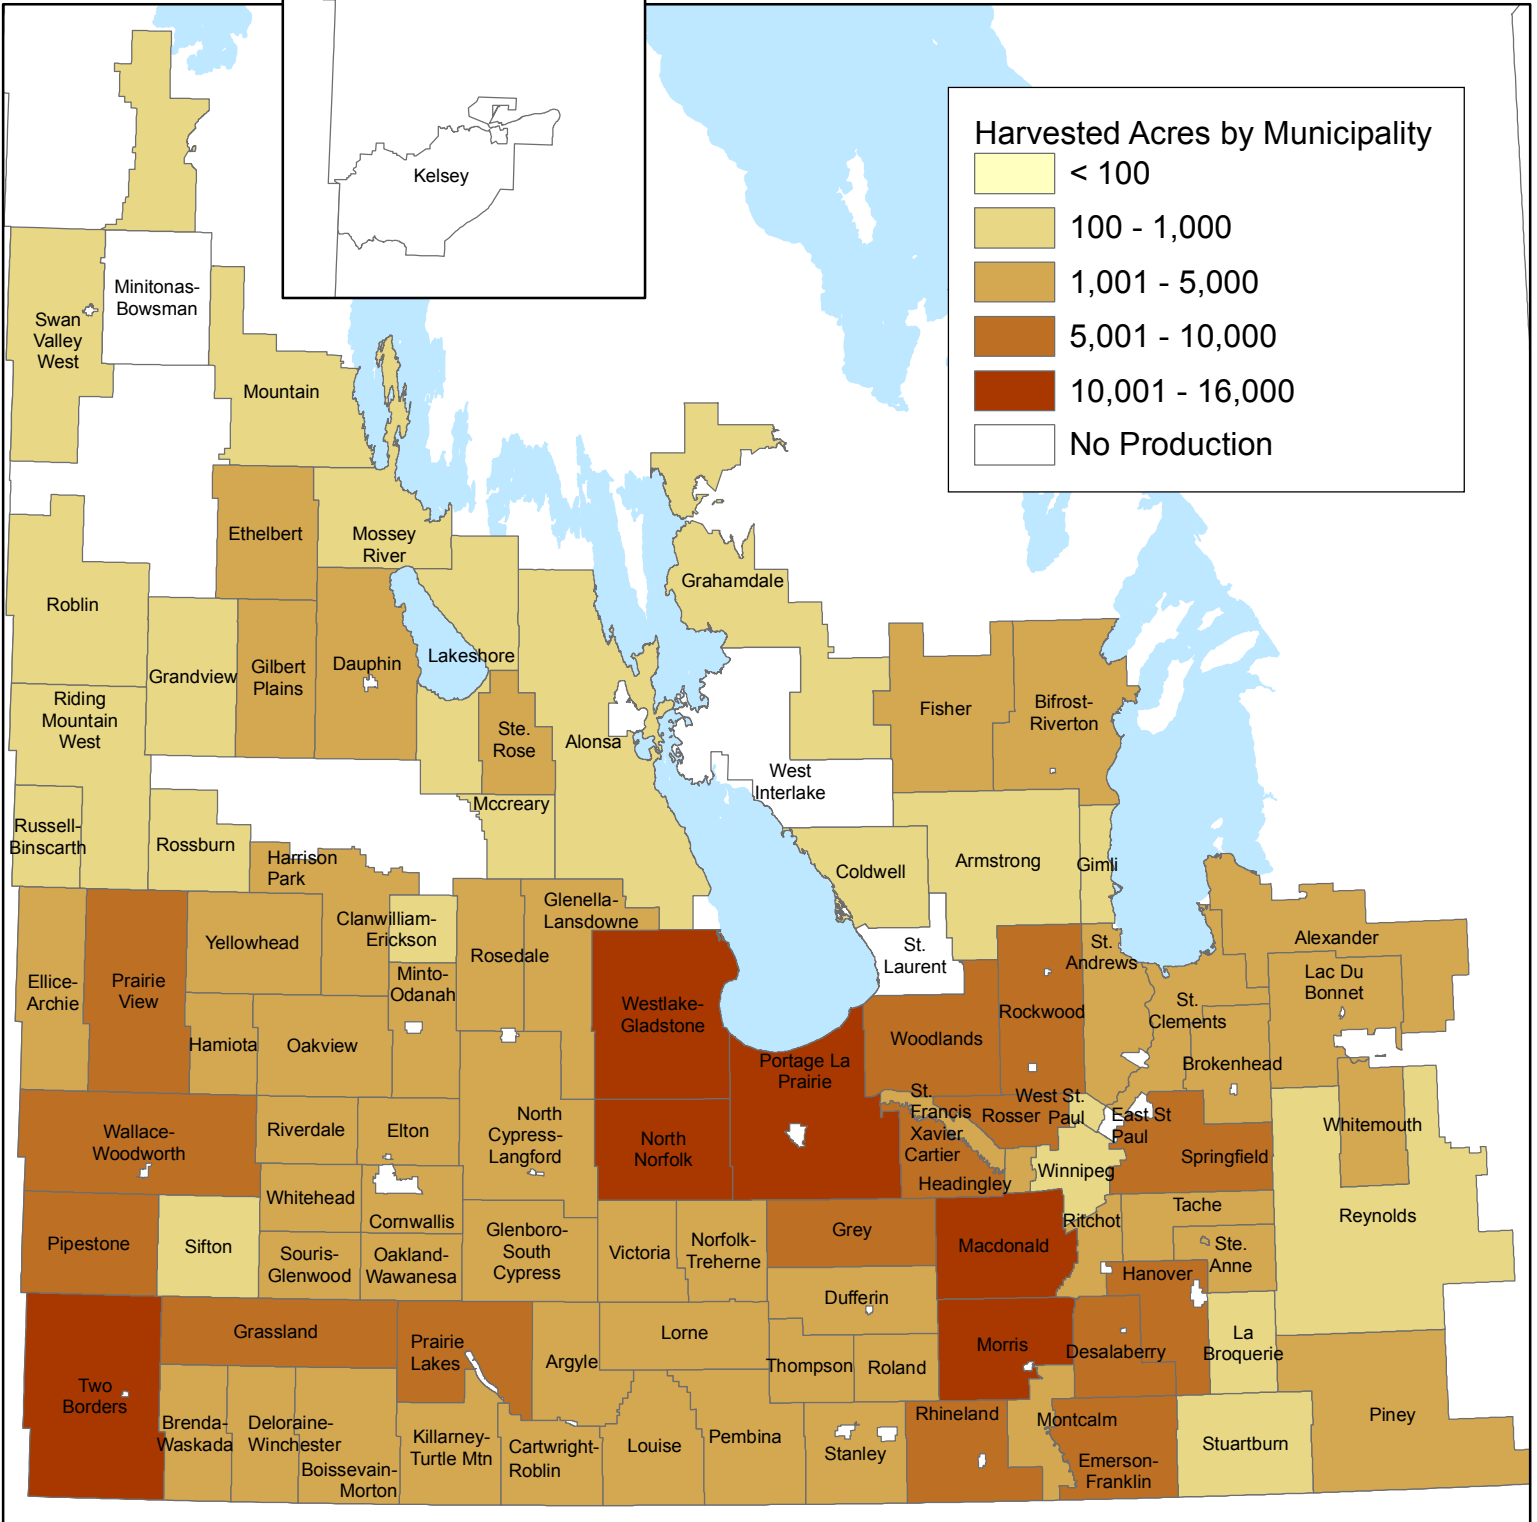 Kelsey
Harvested Acres by Municipality
< 100
100 - 1,000
1,001 - 5,000
5,001 - 10,000
10,001 - 16,000
No Production
Minitonas-
Bowsman
Swan
Valley
West
Mountain
Ethelbert
Mossey
River
Grahamdale
Roblin
Grandview
Gilbert
Plains
Dauphin
Lakeshore
Riding
Mountain
West
Ste.
Rose
Alonsa
Fisher
Bifrost-
Riverton
West
Interlake
Mccreary
Russell-
Binscarth
Rossburn
Harrison
Park
Coldwell
Armstrong
Gimli
Glenella-
Lansdowne
Clanwilliam-
Erickson
Yellowhead
Rosedale
St.
Laurent
St.
Andrews
Alexander
Ellice-
Archie
Prairie
View
Minto-
Odanah
Westlake-
Gladstone
Lac Du
Bonnet
St.
Clements
Hamiota
Oakview
Woodlands
Rockwood
Portage La
Prairie
Brokenhead
St.
Francis
Xavier
Rosser
West St.
Paul
East St
Paul
Whitemouth
Wallace-
Woodworth
Riverdale
Elton
North
Cypress-
Langford
North
Norfolk
Cartier
Headingley
Winnipeg
Springfield
Whitehead
Cornwallis
Tache
Reynolds
Pipestone
Sifton
Souris-
Glenwood
Oakland-
Wawanesa
Glenboro-
South
Cypress
Victoria
Norfolk-
Treherne
Grey
Macdonald
Ritchot
Ste.
Anne
Hanover
Dufferin
Grassland
Prairie
Lakes
Argyle
Lorne
Thompson
Roland
Morris
Desalaberry
La
Broquerie
Two
Borders
Brenda-
Waskada
Deloraine-
Winchester
Boissevain-
Morton
Killarney-
Turtle Mtn
Cartwright-
Roblin
Louise
Pembina
Stanley
Rhineland
Montcalm
Emerson-
Franklin
Stuartburn
Piney